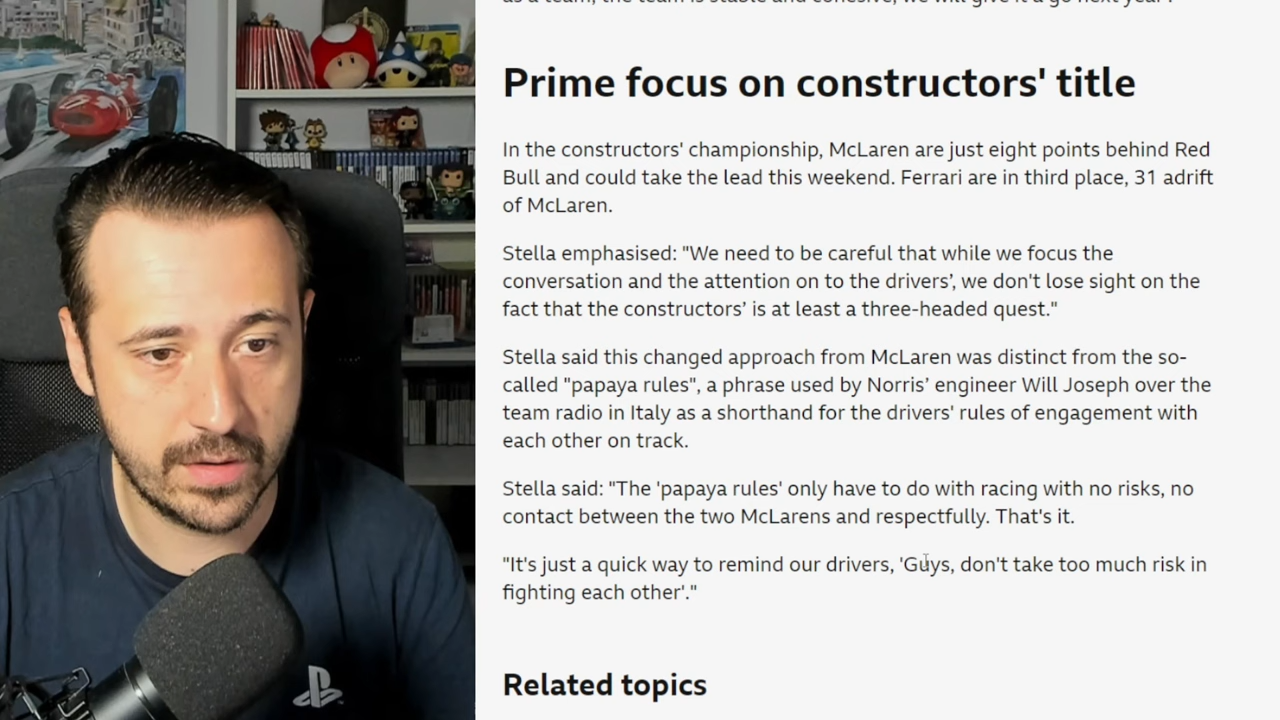 Prime focus on constructors' title
In the constructors' championship, McLaren are just eight points behind Red
Bull and could take the lead this weekend. Ferrari are in third place, 31 adrift
of McLaren.
Stella emphasised: "We need to be careful that while we focus the
conversation and the attention on to the drivers’, we don't lose sight on the
fact that the constructors’ is at least a three-headed quest."
Stella said this changed approach from McLaren was distinct from the so-
called "papaya rules", a phrase used by Norris’ engineer Will Joseph over the
team radio in Italy as a shorthand for the drivers' rules of engagement with
each other on track.
Stella said: "The 'papaya rules' only have to do with racing with no risks, no
contact between the two McLarens and respectfully. That's it.
"It's just a quick way to remind our drivers, 'Guys, don't take too much risk in
fighting each other'."
Related topics